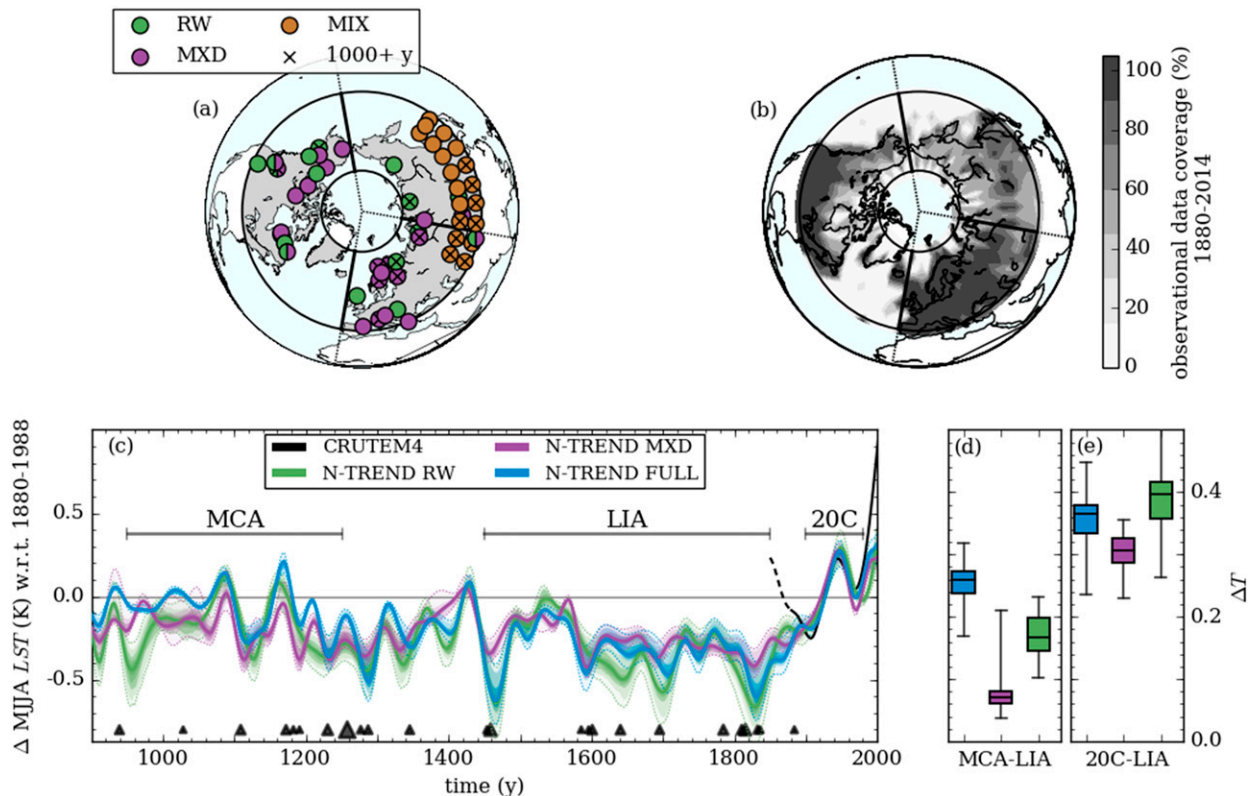 RW MIX
MXD 1000+ y
(a)
(b)
100
80
60
40
20
0
observational data coverage (%)
1880-2014
(c)
CRUTEM4 N-TREND MXD
N-TREND RW N-TREND FULL
MCA LIA 20C
0.5
0.0
-0.5
Δ MJJA LST (K) w.r.t. 1880-1988
1000 1200 1400 1600 1800 2000
time (y)
(d) (e)
0.4
0.2
0.0
ΔT
MCA-LIA 20C-LIA